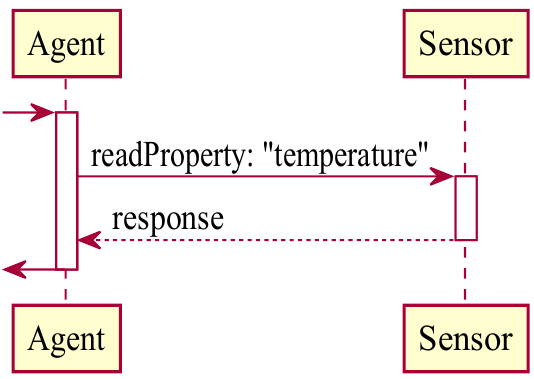 Agent
Sensor
readProperty: "temperature"
response
Agent
Sensor